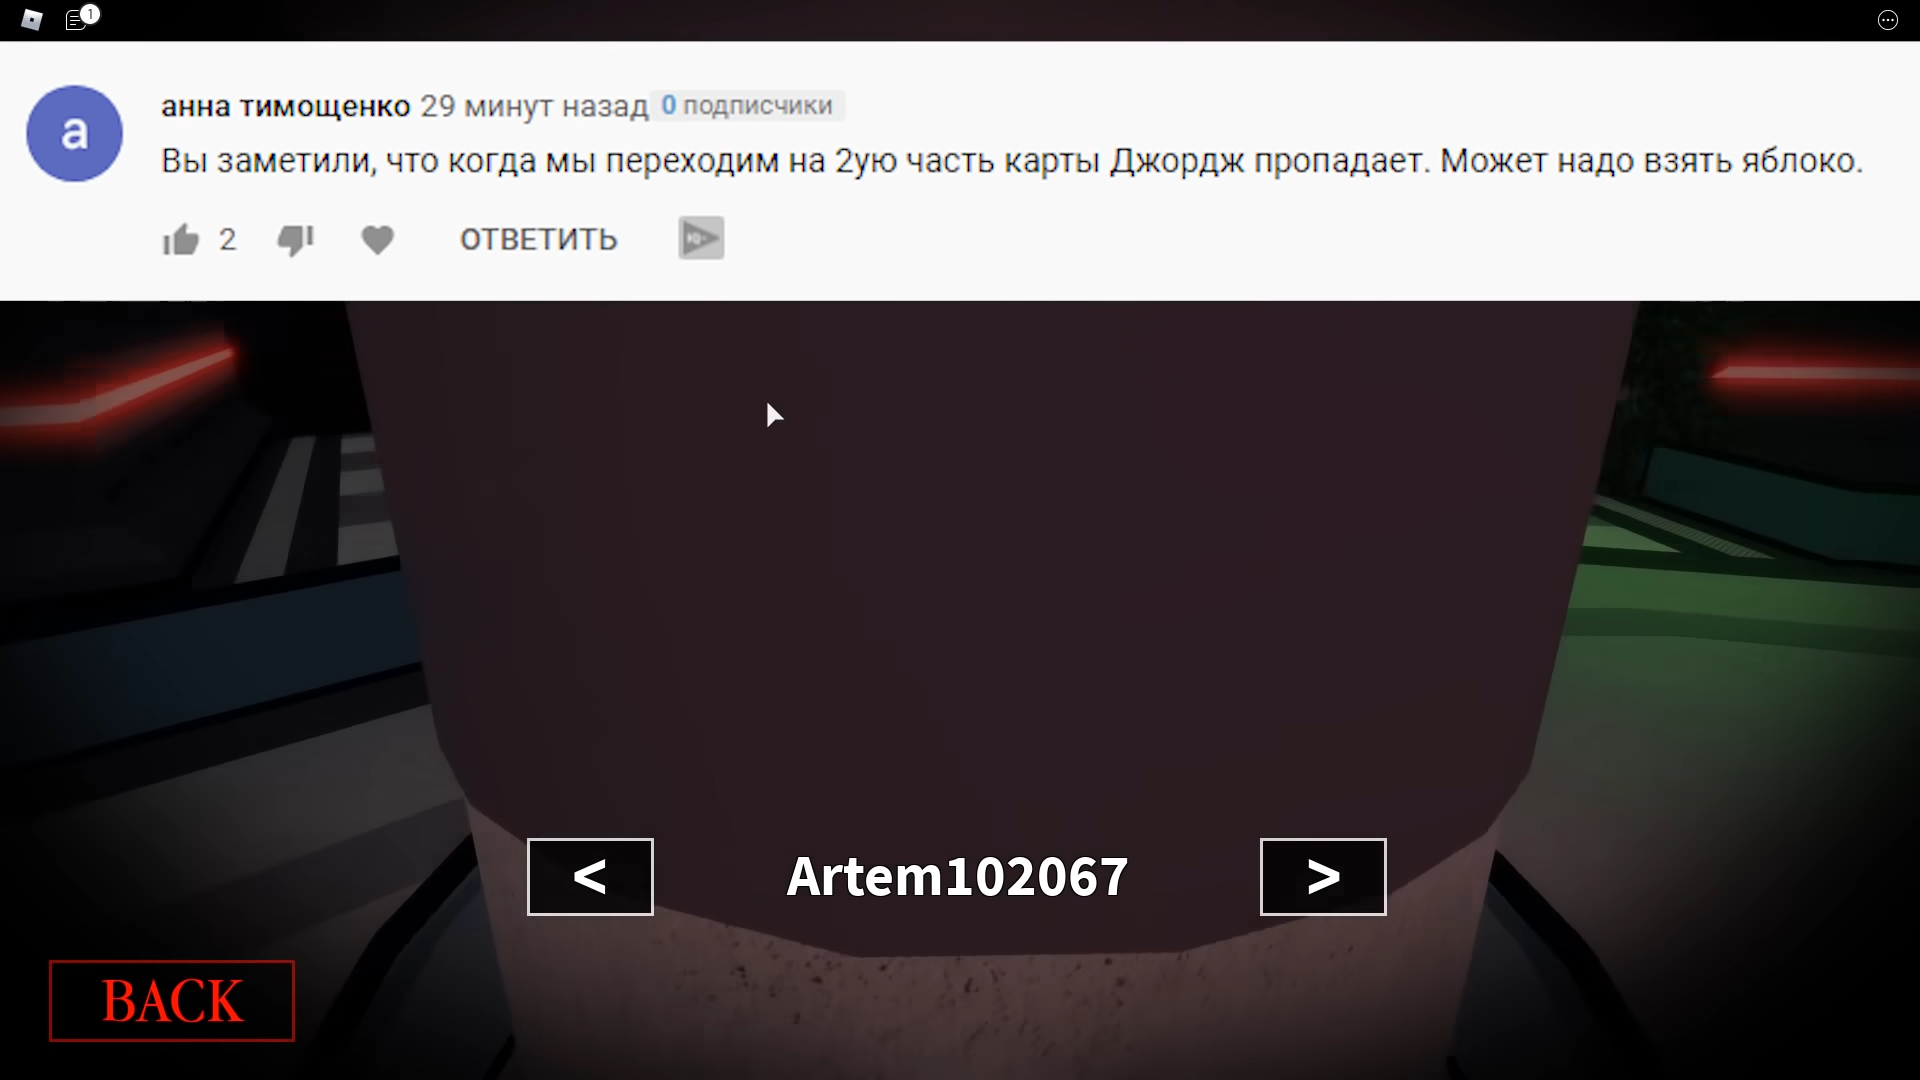 1
a
анна тимощенко 29 минут назад 0 подписчики
Вы заметили, что когда мы переходим на 2ую часть карты Джордж пропадает. Может надо взять яблоко.
2 ОТВЕТИТЬ
< Artem102067 >
BACK